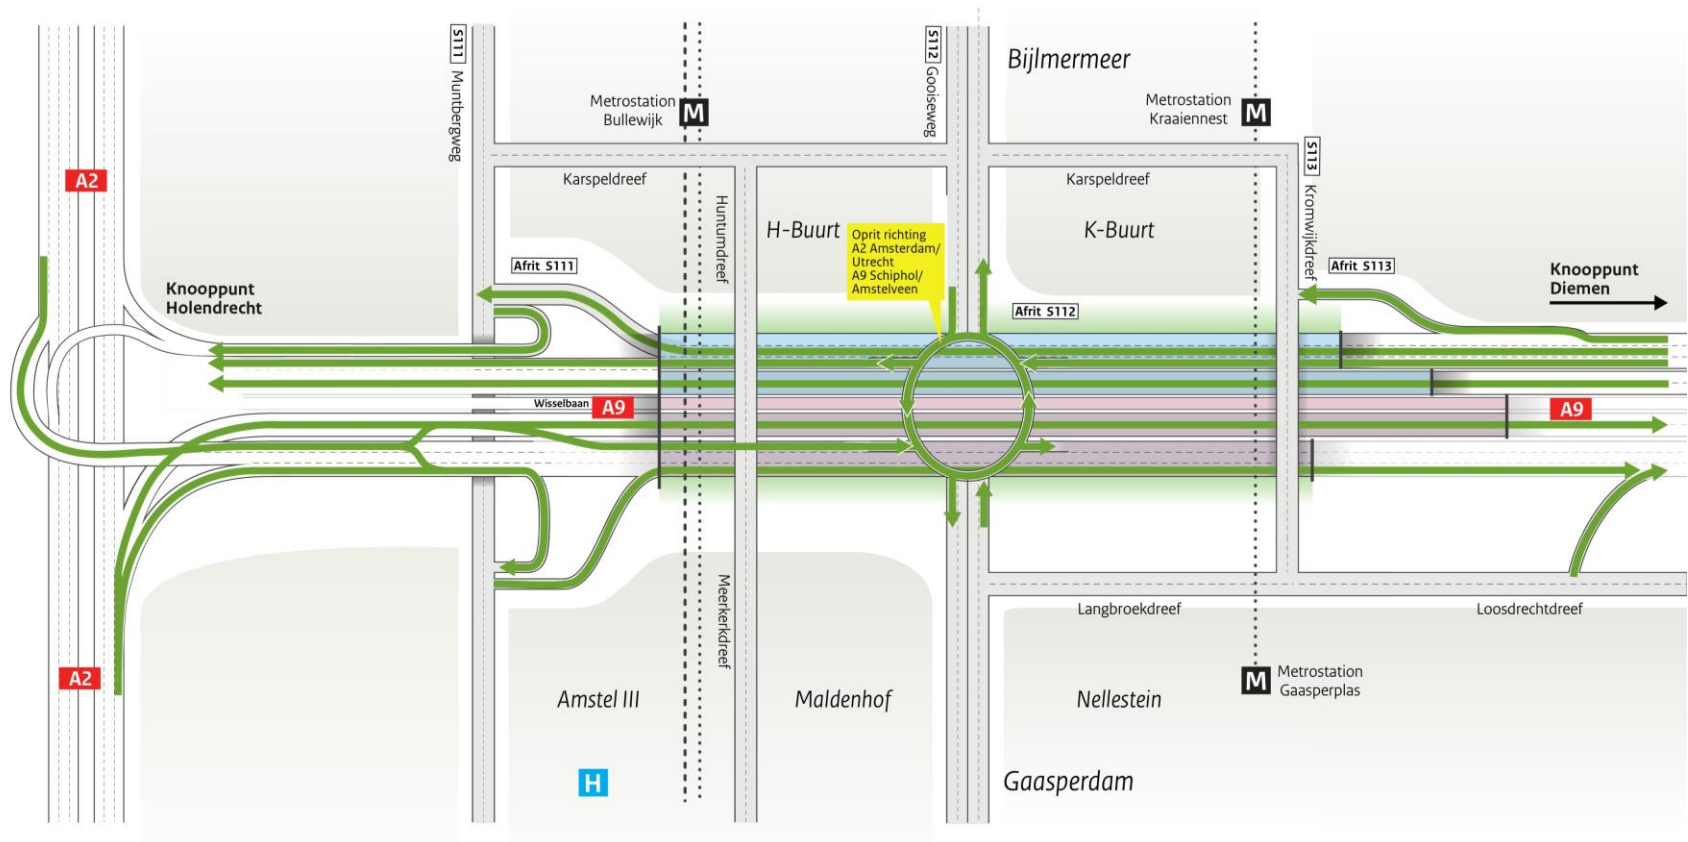 S111
Muntbergweg
S112
Gooiseweg
Bijlmermeer
Metrostation
Bullewijk
M
Metrostation
Kraaiennest
M
S113
Kromwijkdreef
A2
Karspeldreef
Karspeldreef
Huntumdreef
H-Buurt
K-Buurt
Oprit richting
A2 Amsterdam/
Utrecht
A9 Schiphol/
Amstelveen
Afrit S111
Afrit S113
Knooppunt
Holendrecht
Knooppunt
Diemen
Afrit S112
Wisselbaan
A9
A9
Meerkerkdreef
Langbroekdreef
Loosdrechtdreef
A2
Amstel III
Maldenhof
Nellestein
M
Metrostation
Gaasperplas
H
Gaasperdam